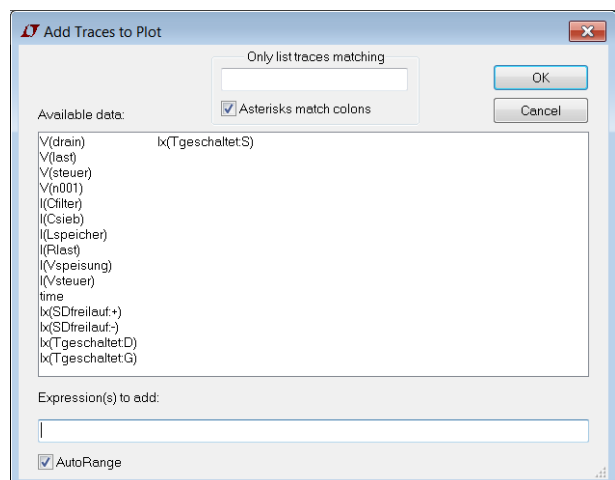 Add Traces to Plot
Only list traces matching
OK
Asterisks match colons
Cancel
Available data:
V(drain) Ix(Tgeschaltet:S)
V(last)
V(steuer)
V(n001)
I(Cfilter)
I(Csieb)
I(Lspeicher)
I(Rlast)
I(Vspeisung)
I(Vsteuer)
time
Ix(SDfreilauf:+)
Ix(SDfreilauf:-)
Ix(Tgeschaltet:D)
Ix(Tgeschaltet:G)
Expression(s) to add:
AutoRange